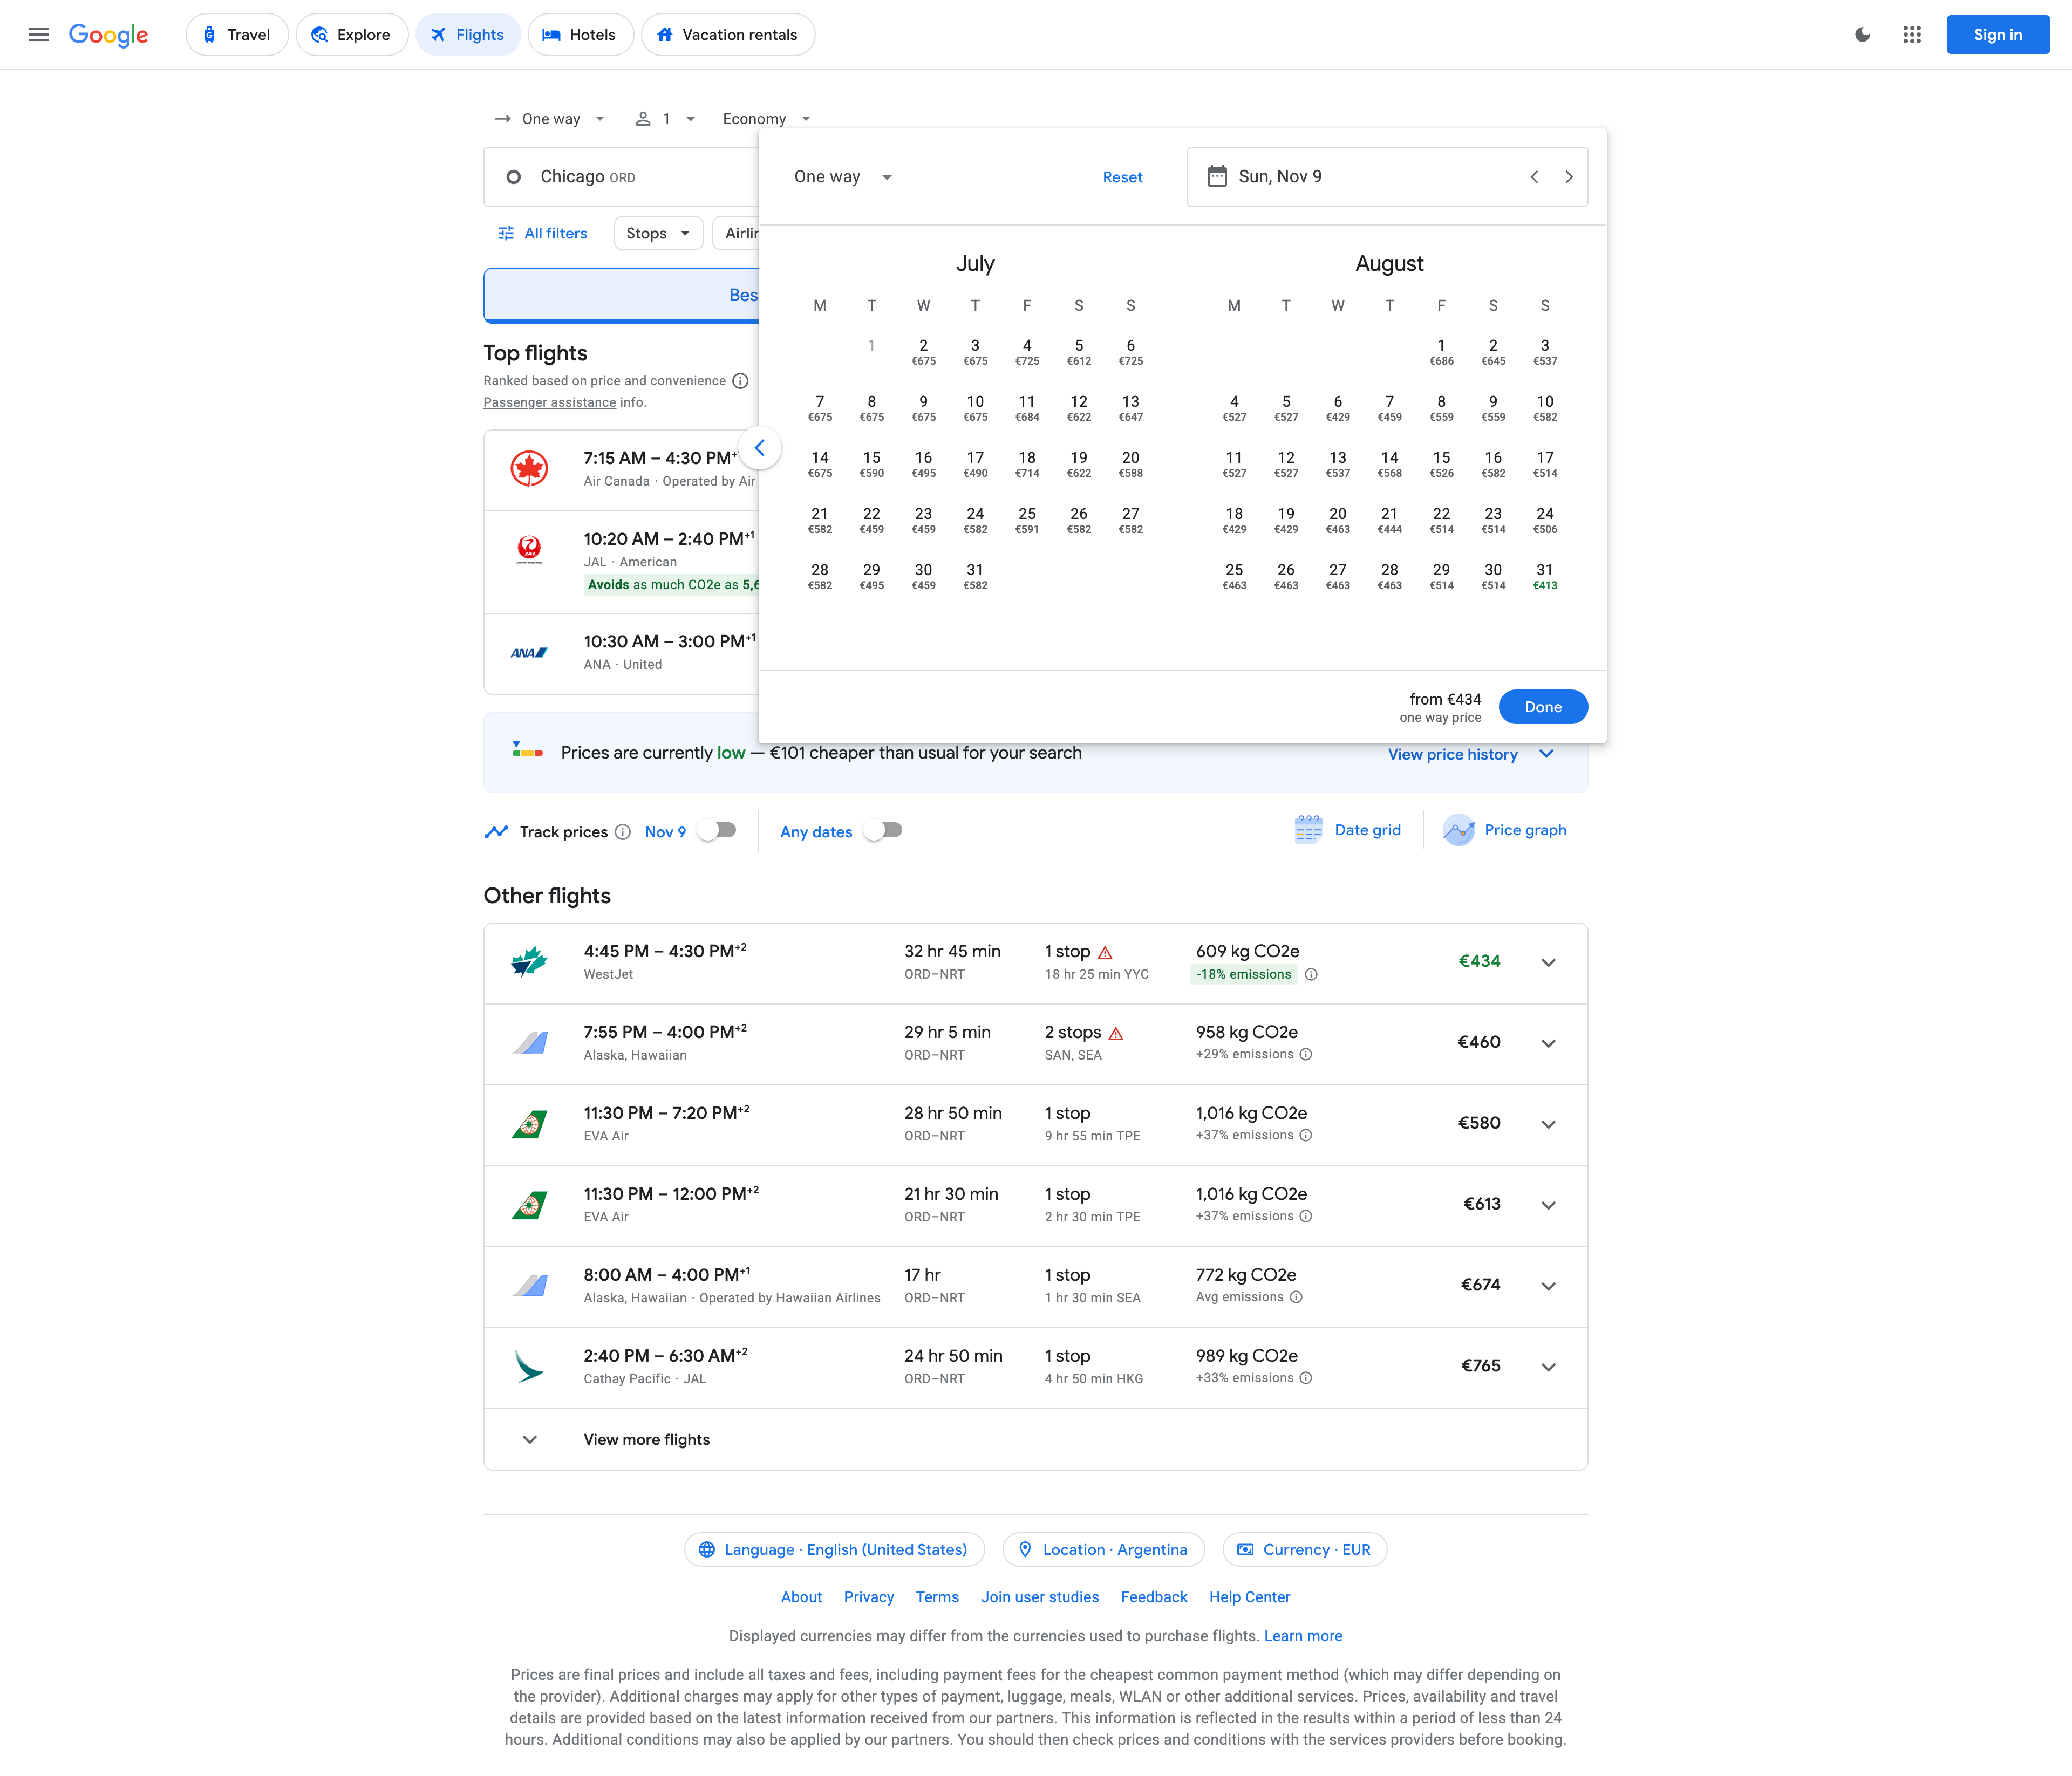 Google
Travel
Explore
Flights
Hotels
Vacation rentals
Sign in
One way
1
Economy
Chicago ORD
One way
Reset
Sun, Nov 9
All filters
Stops
July
August
M T W T F S S
M T W T F S S
1 2 3 4 5 6
€675 €675 €725 €612 €725
1 2 3
€686 €645 €537
7 8 9 10 11 12 13
€675 €675 €675 €675 €684 €622 €647
4 5 6 7 8 9 10
€527 €527 €429 €459 €559 €559 €582
14 15 16 17 18 19 20
€675 €590 €495 €490 €714 €622 €588
11 12 13 14 15 16 17
€527 €527 €537 €568 €526 €582 €514
21 22 23 24 25 26 27
€582 €459 €459 €582 €591 €582 €582
18 19 20 21 22 23 24
€429 €429 €463 €444 €514 €514 €506
28 29 30 31
€582 €495 €459 €582
25 26 27 28 29 30 31
€463 €463 €463 €463 €514 €514 €413
from €434
one way price
Done
Top flights
Ranked based on price and convenience
Passenger assistance info.
7:15 AM – 4:30 PM
Air Canada · Operated by Air
10:20 AM – 2:40 PM+1
JAL · American
JAL
Avoids as much CO2e as 5,6
10:30 AM – 3:00 PM+1
ANA
ANA · United
Prices are currently low — €101 cheaper than usual for your search
View price history
Track prices
Nov 9
Any dates
Date grid
Price graph
Other flights
4:45 PM – 4:30 PM+2
WestJet
32 hr 45 min
ORD–NRT
1 stop
18 hr 25 min YYC
609 kg CO2e
-18% emissions
€434
7:55 PM – 4:00 PM+2
Alaska, Hawaiian
29 hr 5 min
ORD–NRT
2 stops
SAN, SEA
958 kg CO2e
+29% emissions
€460
11:30 PM – 7:20 PM+2
EVA Air
28 hr 50 min
ORD–NRT
1 stop
9 hr 55 min TPE
1,016 kg CO2e
+37% emissions
€580
11:30 PM – 12:00 PM+2
EVA Air
21 hr 30 min
ORD–NRT
1 stop
2 hr 30 min TPE
1,016 kg CO2e
+37% emissions
€613
8:00 AM – 4:00 PM+1
Alaska, Hawaiian · Operated by Hawaiian Airlines
17 hr
ORD–NRT
1 stop
1 hr 30 min SEA
772 kg CO2e
Avg emissions
€674
2:40 PM – 6:30 AM+2
Cathay Pacific · JAL
24 hr 50 min
ORD–NRT
1 stop
4 hr 50 min HKG
989 kg CO2e
+33% emissions
€765
View more flights
Language · English (United States)
Location · Argentina
Currency · EUR
About
Privacy
Terms
Join user studies
Feedback
Help Center
Displayed currencies may differ from the currencies used to purchase flights. Learn more
Prices are final prices and include all taxes and fees, including payment fees for the cheapest common payment method (which may differ depending on
the provider). Additional charges may apply for other types of payment, luggage, meals, WLAN or other additional services. Prices, availability and travel
details are provided based on the latest information received from our partners. This information is reflected in the results within a period of less than 24
hours. Additional conditions may also be applied by our partners. You should then check prices and conditions with the services providers before booking.